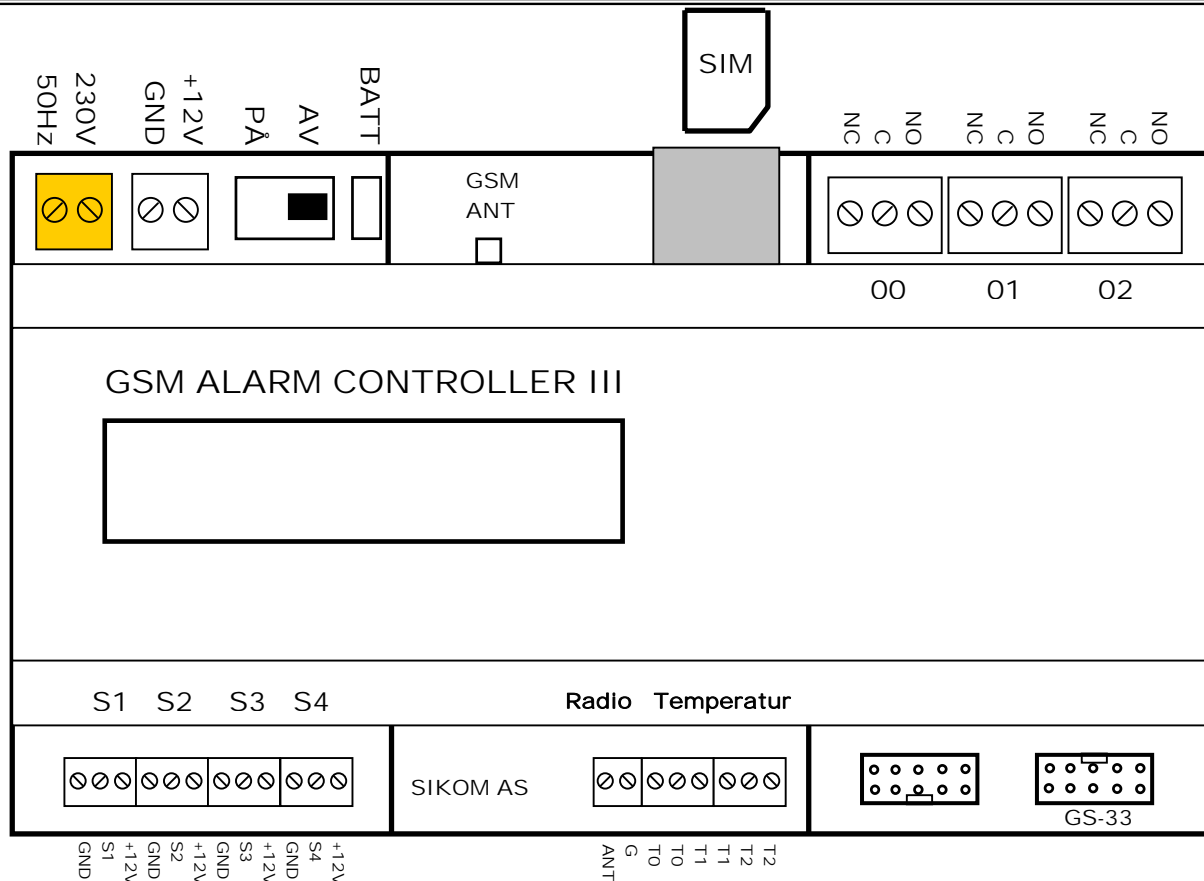 SIM
50Hz 230V GND +12V PÅ AV BATT
NC C NO NC C NO NC C NO
GSM
ANT
00 01 02
GSM ALARM CONTROLLER III
S1 S2 S3 S4 Radio Temperatur
SIKOM AS
GS-33
GND S1 +12V GND S2 +12V GND S3 +12V GND S4 +12V ANT G T0 T0 T1 T1 T2 T2